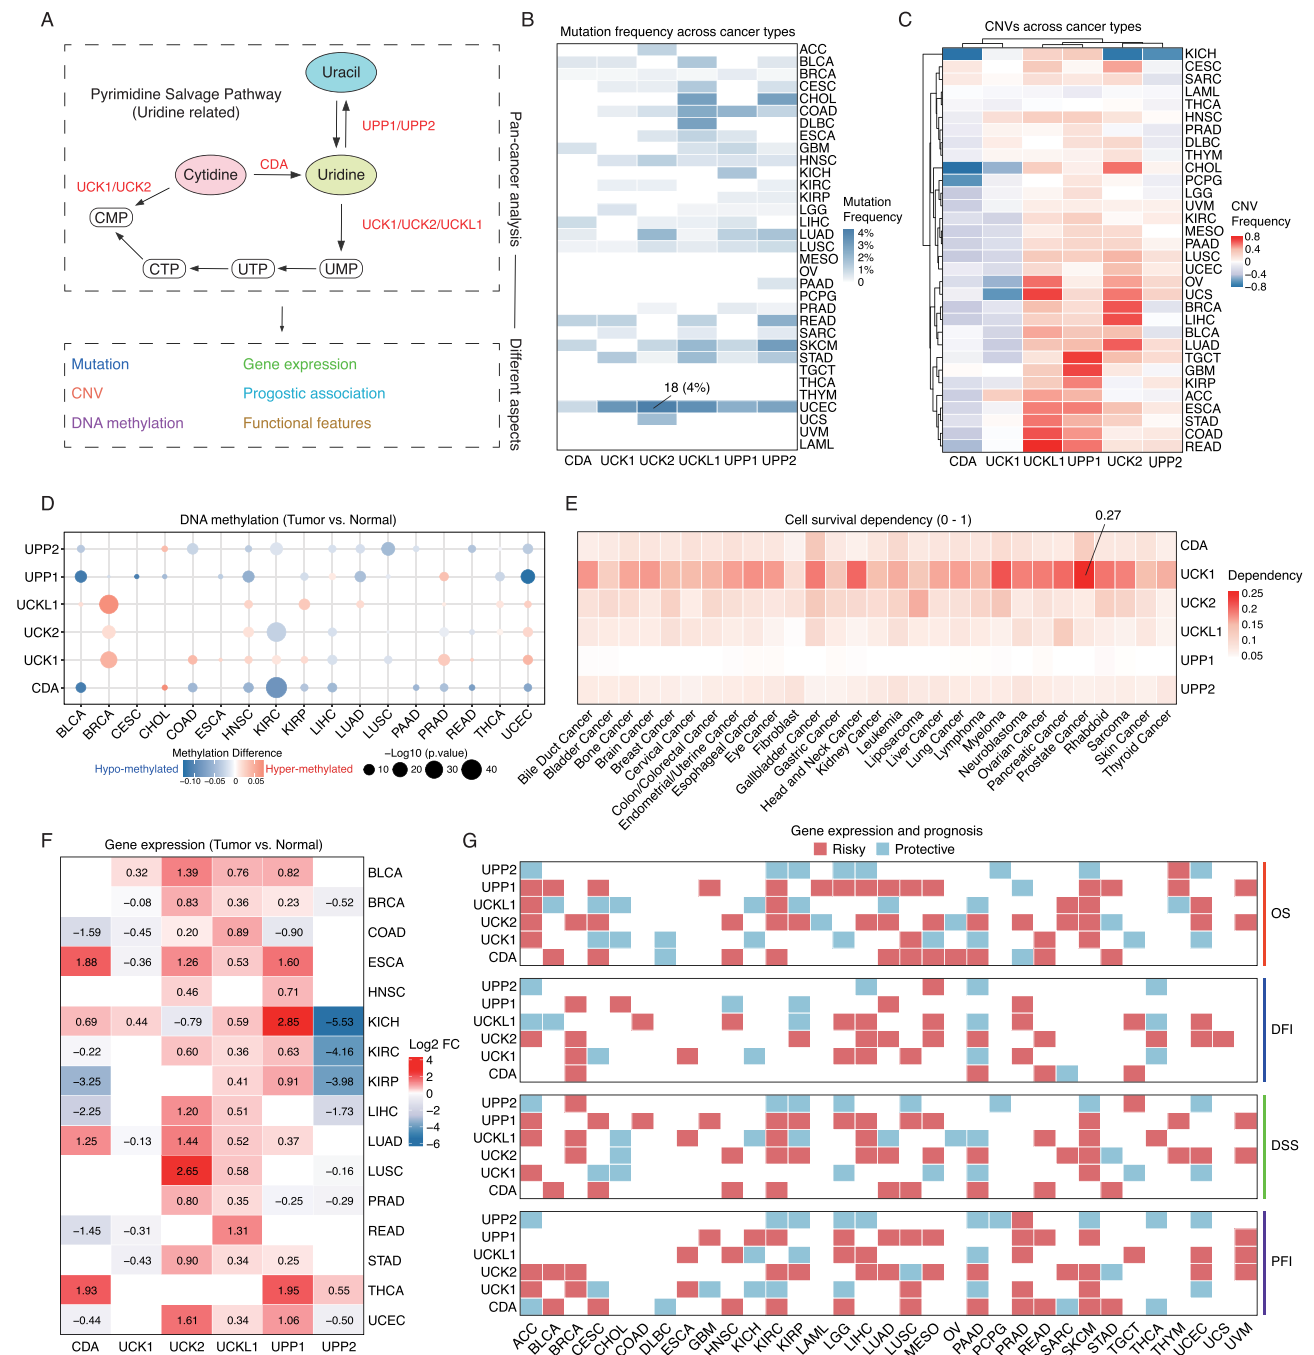 A
Pyrimidine Salvage Pathway
(Uridine related)
Uracil
UPP1/UPP2
Cytidine
CDA
Uridine
UCK1/UCK2
CMP
UCK1/UCK2/UCKL1
CTP
UTP
UMP
Mutation
Gene expression
CNV
Progostic association
DNA methylation
Functional features
Pan-cancer analysis
Different aspects
B
Mutation frequency across cancer types
ACC
BLCA
BRCA
CESC
CHOL
COAD
DLBC
ESCA
GBM
HNSC
KICH
KIRC
KIRP
LGG
LIHC
LUAD
LUSC
MESO
OV
PAAD
PCPG
PRAD
READ
SARC
SKCM
STAD
TGCT
THCA
THYM
UCEC
UCS
UVM
LAML
18 (4%)
CDA UCK1 UCK2 UCKL1 UPP1 UPP2
Mutation
Frequency
4%
3%
2%
1%
0
C
CNVs across cancer types
KICH
CESC
SARC
LAML
THCA
HNSC
PRAD
DLBC
THYM
CHOL
PCPG
LGG
UVM
KIRC
MESO
PAAD
LUSC
UCEC
OV
UCS
BRCA
LIHC
BLCA
LUAD
TGCT
GBM
KIRP
ACC
ESCA
STAD
COAD
READ
CDA UCK1 UCKL1 UPP1 UCK2 UPP2
CNV
Frequency
0.8
0.4
0
−0.4
−0.8
D
DNA methylation (Tumor vs. Normal)
UPP2
UPP1
UCKL1
UCK2
UCK1
CDA
BLCA BRCA CESC CHOL COAD ESCA HNSC KIRC KIRP LIHC LUAD LUSC PAAD PRAD READ THCA UCEC
Methylation Difference
Hypo-methylated
Hyper-methylated
−0.10 −0.05 0 0.05
−Log10 (p.value)
10 20 30 40
E
Cell survival dependency (0 - 1)
0.27
CDA
UCK1
UCK2
UCKL1
UPP1
UPP2
Dependency
0.25
0.20
0.15
0.10
0.05
Bile Duct Cancer
Bladder Cancer
Bone Cancer
Brain Cancer
Breast Cancer
Cervical Cancer
Colon/Colorectal Cancer
Endometrial/Uterine Cancer
Esophageal Cancer
Eye Cancer
Fibroblast
Gallbladder Cancer
Gastric Cancer
Head and Neck Cancer
Kidney Cancer
Leukemia
Liposarcoma
Liver Cancer
Lung Cancer
Lymphoma
Myeloma
Neuroblastoma
Ovarian Cancer
Pancreatic Cancer
Prostate Cancer
Rhabdoid
Sarcoma
Skin Cancer
Thyroid Cancer
F
Gene expression (Tumor vs. Normal)
0.32 1.39 0.76 0.82 BLCA
−0.08 0.83 0.36 0.23 −0.52 BRCA
−1.59 −0.45 0.20 0.89 −0.90 COAD
1.88 −0.36 1.26 0.53 1.60 ESCA
0.46 0.71 HNSC
0.69 0.44 −0.79 0.59 2.85 −5.53 KICH
−0.22 0.60 0.36 0.63 −4.16 KIRC
−3.25 0.41 0.91 −3.98 KIRP
−2.25 1.20 0.51 −1.73 LIHC
1.25 −0.13 1.44 0.52 0.37 LUAD
2.65 0.58 −0.16 LUSC
0.80 0.35 −0.25 −0.29 PRAD
−1.45 −0.31 1.31 READ
−0.43 0.90 0.34 0.25 STAD
1.93 1.95 0.55 THCA
−0.44 1.61 0.34 1.06 −0.50 UCEC
CDA UCK1 UCK2 UCKL1 UPP1 UPP2
Log2 FC
4
2
0
−2
−4
−6
G
Gene expression and prognosis
Risky Protective
UPP2
UPP1
UCKL1
UCK2
UCK1
CDA
OS
UPP2
UPP1
UCKL1
UCK2
UCK1
CDA
DFI
UPP2
UPP1
UCKL1
UCK2
UCK1
CDA
DSS
UPP2
UPP1
UCKL1
UCK2
UCK1
CDA
PFI
ACC BLCA BRCA CESC CHOL COAD DLBC ESCA GBM HNSC KICH KIRC KIRP LAML LGG LIHC LUAD LUSC MESO OV PAAD PCPG PRAD READ SARC SKCM STAD TGCT THCA THYM UCEC UCS UVM